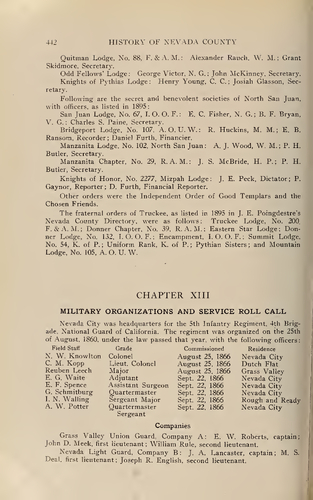 442 HISTORY OF NEVADA COUNTY
Quitman Lodge, No. 88, F. & A. M.: Alexander Ranch, W. M.; Grant
Skidmore, Secretary.
Odd Fellows' Lodge: George Victor, N. G.; John McKinney, Secretary.
Knights of Pythias Lodge: Henry Young, C. C.; Josiah Glasson, Sec-
retary.
Following are the secret and benevolent societies of North San Juan,
with officers, as listed in 1895:
San Juan Lodge, No. 67, I. O. O. F.: E. C. Fisher, N. G.; B. F. Bryan,
V. G.; Charles S. Paine, Secretary.
Bridgeport Lodge, No. 107, A. O. U. W.: R. Huckins, M. M.; E. B.
Ransom, Recorder; Daniel Furth, Financier.
Manzanita Lodge, No. 102, North San Juan: A. J. Wood, W. M.; P. H.
Butler, Secretary.
Manzanita Chapter, No. 29, R. A. M.: J. S. McBride, H. P.; P. H.
Butler, Secretary.
Knights of Honor, No. 2277, Mizpah Lodge: J. E. Peck, Dictator; P.
Gaynor, Reporter; D. Furth, Financial Reporter.
Other orders were the Independent Order of Good Templars and the
Chosen Friends.
The fraternal orders of Truckee, as listed in 1895 in J. E. Poingdestre's
Nevada County Directory, were as follows: Truckee Lodge, No. 200,
F. & A. M.; Donner Chapter, No. 39, R. A. M.; Eastern Star Lodge; Don-
ner Lodge, No. 132, I. O. O. F.; Encampment, I. O. O. F.; Summit Lodge,
No. 54, K. of P.; Uniform Rank, K. of P.; Pythian Sisters; and Mountain
Lodge, No. 105, A. O. U. W.
CHAPTER XIII
MILITARY ORGANIZATIONS AND SERVICE ROLL CALL
Nevada City was headquarters for the 5th Infantry Regiment, 4th Brig-
ade, National Guard of California. The regiment was organized on the 25th
of August, 1860, under the law passed that year, with the following officers:
Field Staff Grade Commissioned Residence
N. W. Knowlton Colonel August 25, 1866 Nevada City
C. M. Kopp Lieut. Colonel August 25, 1866 Dutch Flat
Reuben Leech Major August 25, 1866 Grass Valley
E. G. Waite Adjutant Sept. 22, 1866 Nevada City
E. F. Spence Assistant Surgeon Sept. 22, 1866 Nevada City
G. Schmitburg Quartermaster Sept. 22, 1866 Nevada City
I. N. Walling Sergeant Major Sept. 22, 1866 Rough and Ready
A. W. Potter Quartermaster Sept. 22, 1866 Nevada City
Sergeant
Companies
Grass Valley Union Guard, Company A: E. W. Roberts, captain;
John D. Meek, first lieutenant; William Rule, second lieutenant.
Nevada Light Guard, Company B: J. A. Lancaster, captain; M. S.
Deal, first lieutenant; Joseph R. English, second lieutenant.